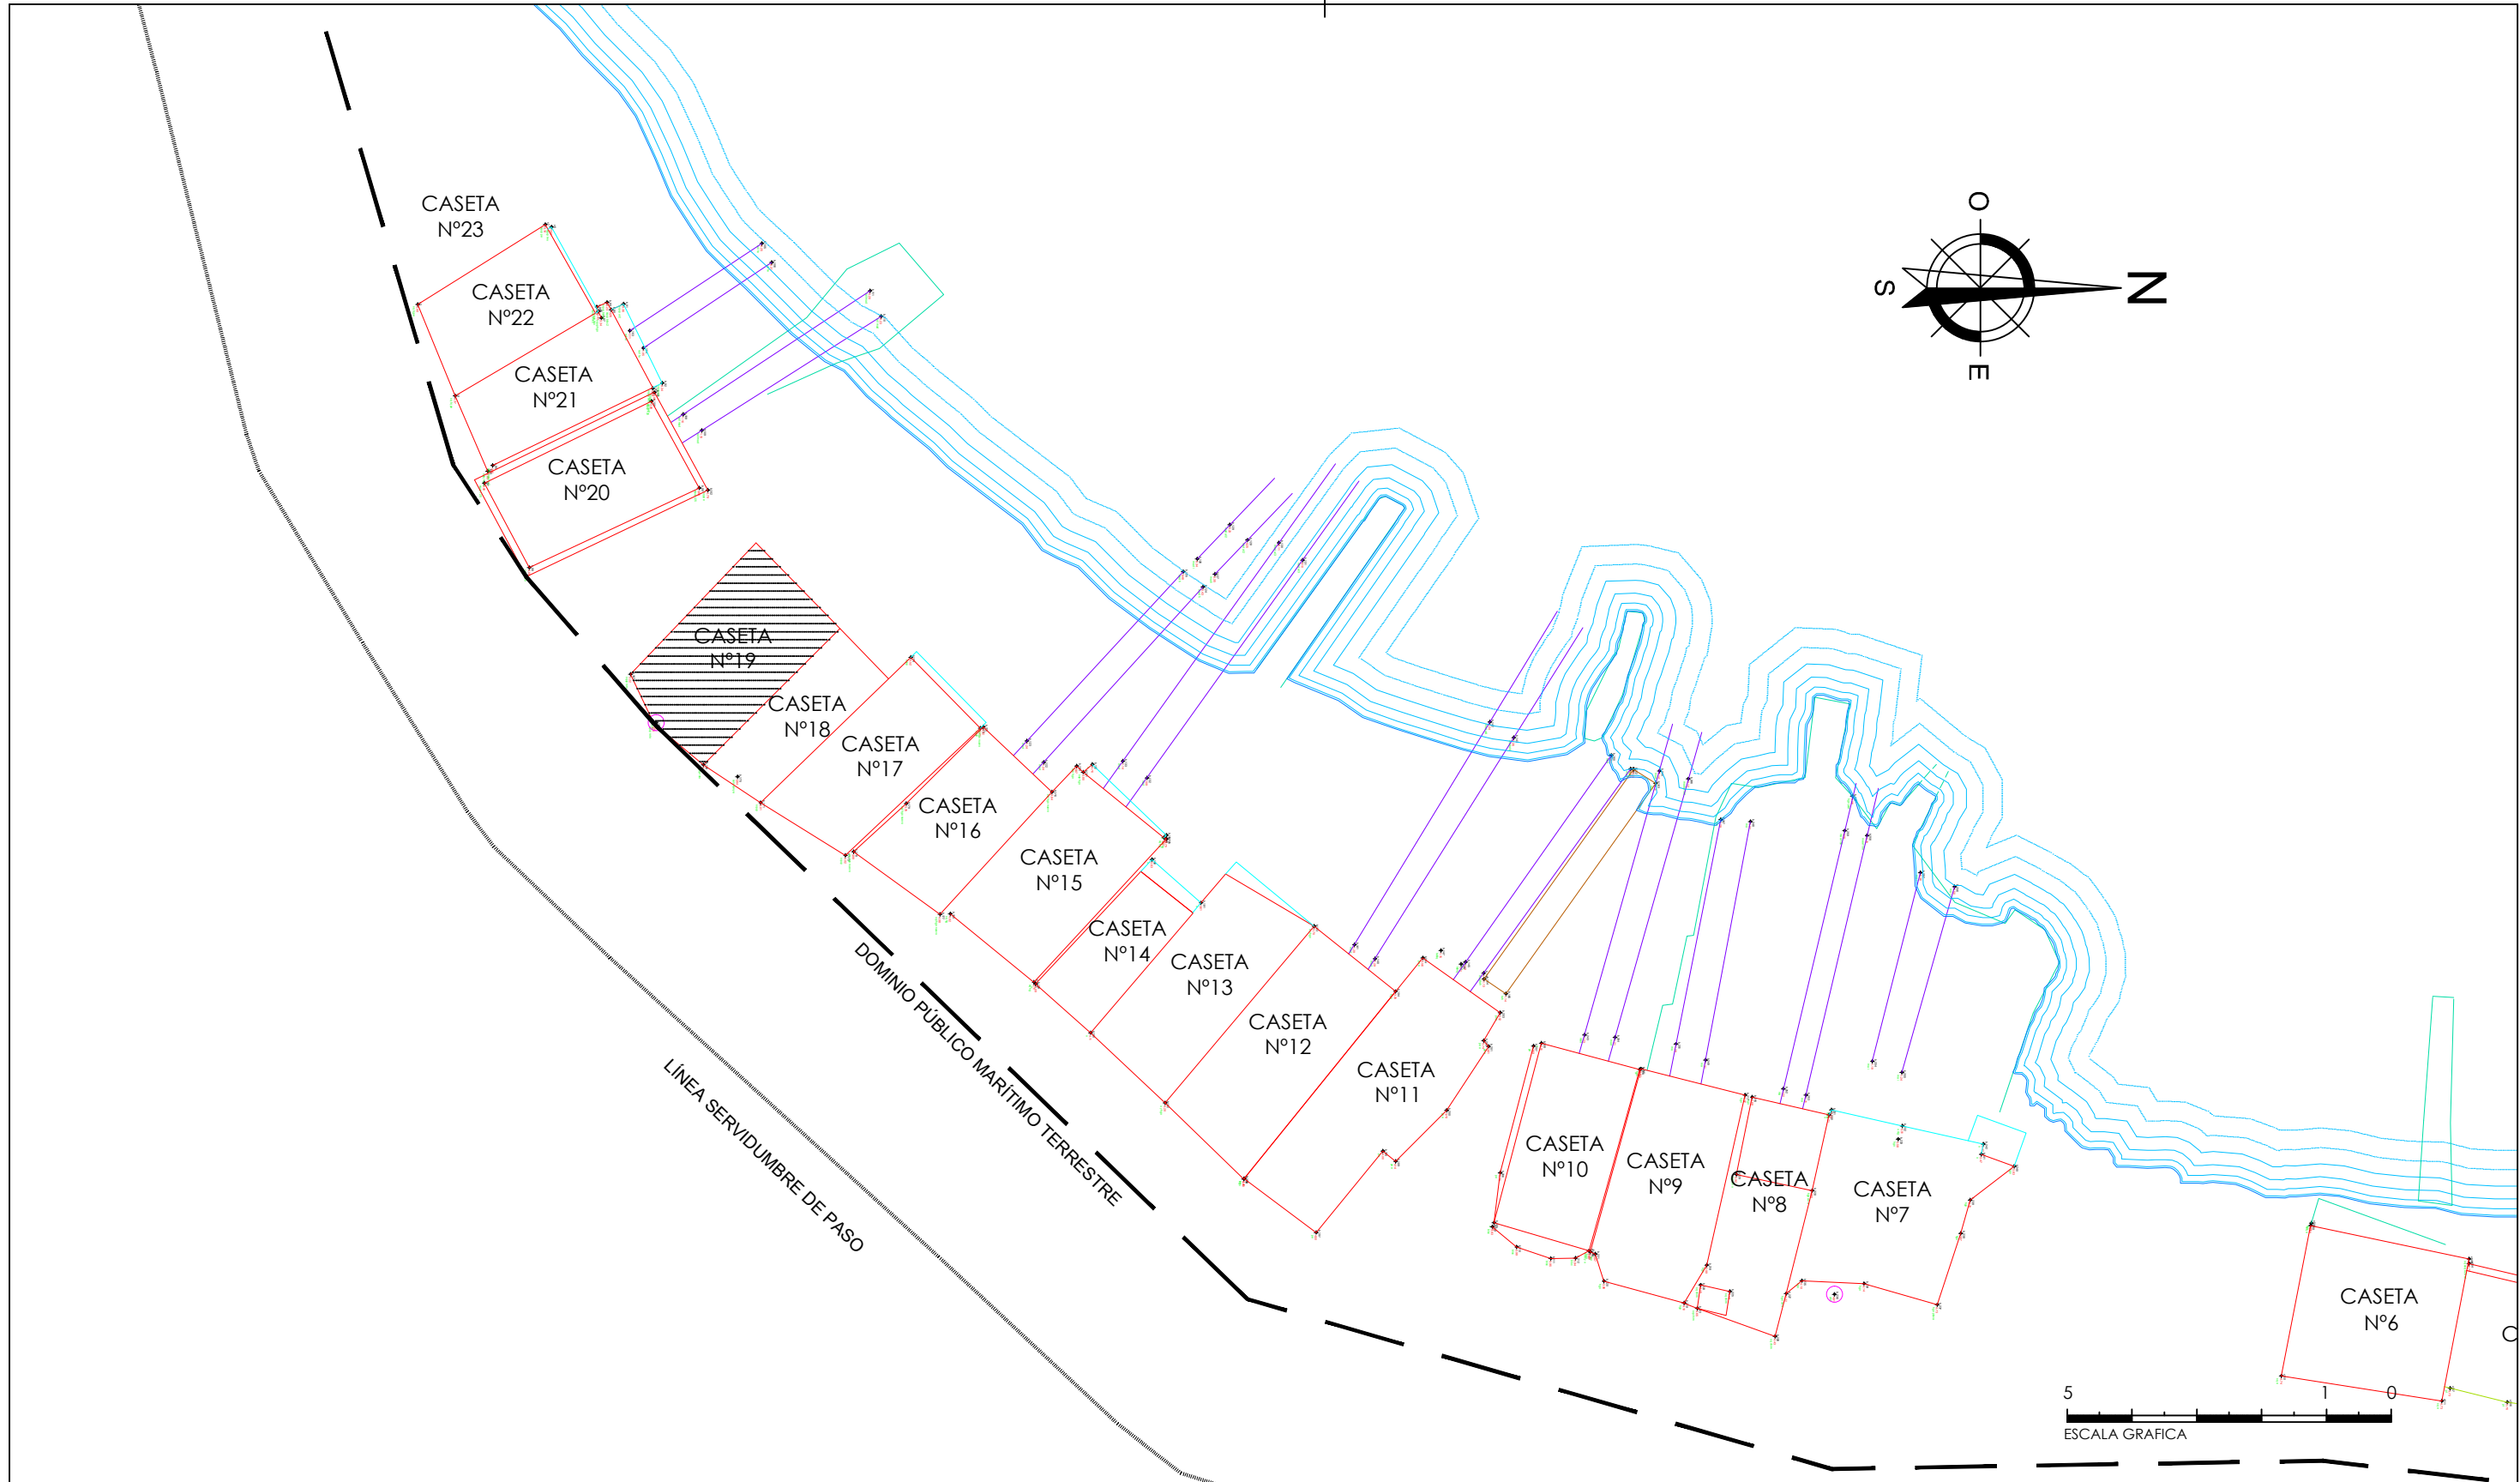 CASETA
Nº23
CASETA
Nº22
CASETA
Nº21
CASETA
Nº20
CASETA
Nº19
CASETA
Nº18
CASETA
Nº17
CASETA
Nº16
CASETA
Nº15
CASETA
Nº14
CASETA
Nº13
CASETA
Nº12
CASETA
Nº11
CASETA
Nº10
CASETA
Nº9
CASETA
Nº8
CASETA
Nº7
CASETA
Nº6
C
O
N
S
E
DOMINIO PÚBLICO MARÍTIMO TERRESTRE
LÍNEA SERVIDUMBRE DE PASO
5 1 0
ESCALA GRAFICA